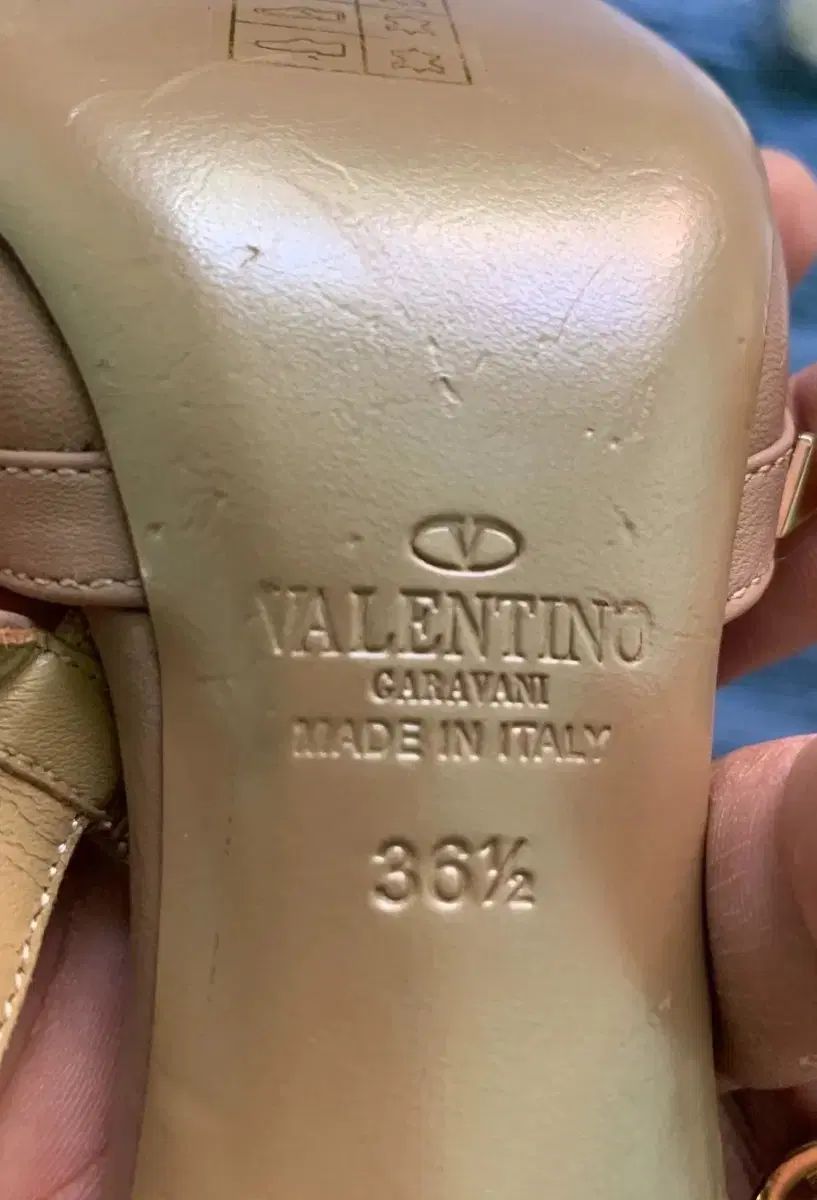 V
VALENTINO
GARAVANI
MADE IN ITALY
36½